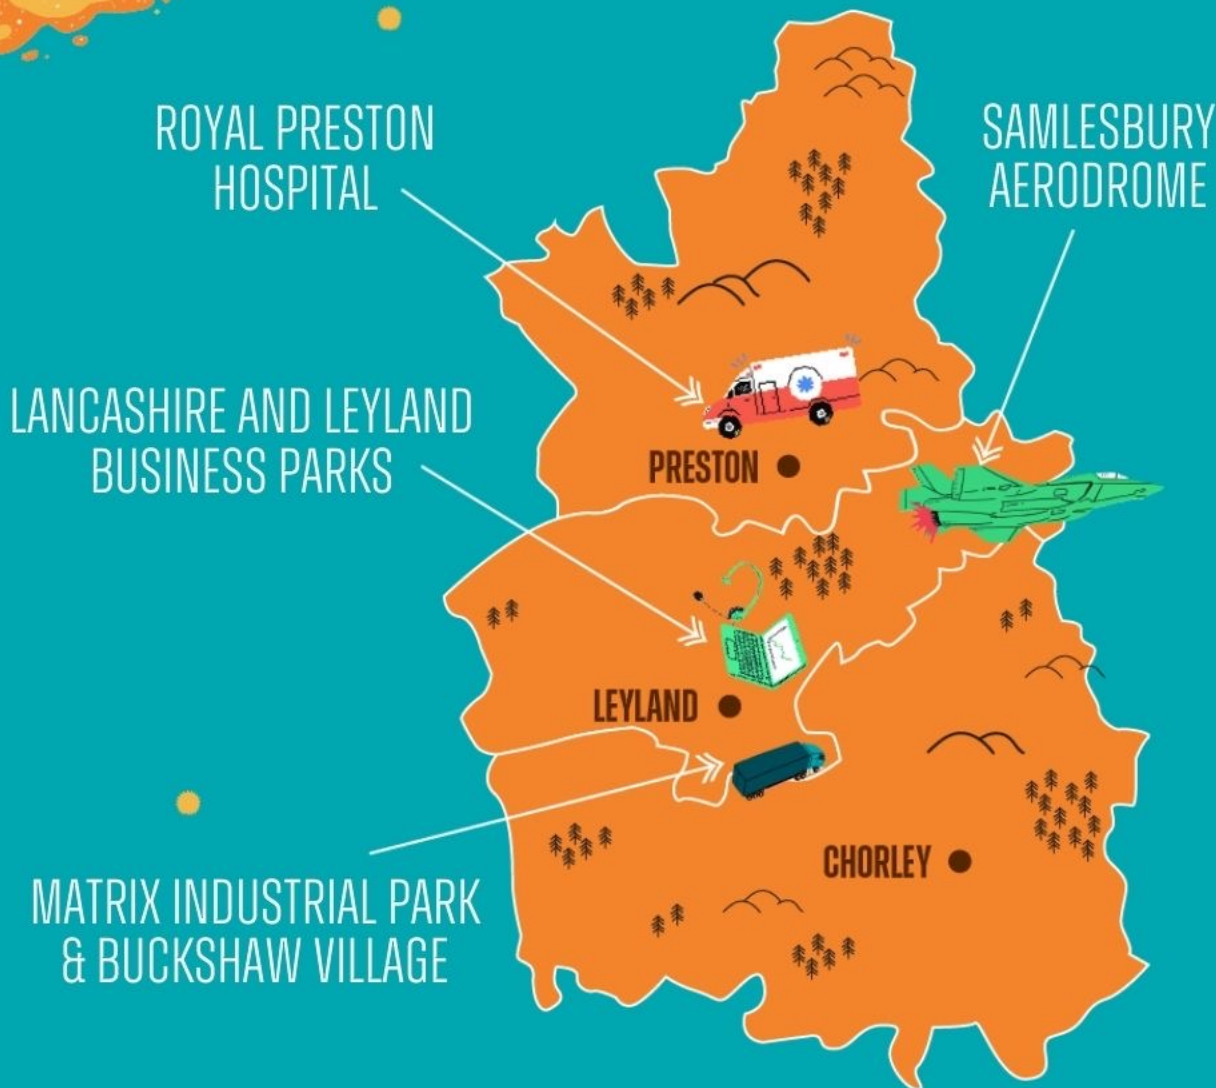 ROYAL PRESTON
HOSPITAL
SAMLESBURY
AERODROME
LANCASHIRE AND LEYLAND
BUSINESS PARKS
PRESTON
LEYLAND
MATRIX INDUSTRIAL PARK
& BUCKSHAW VILLAGE
CHORLEY